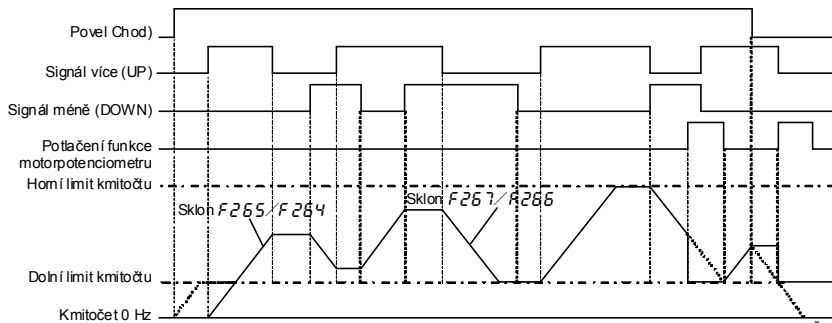 Povel Chod)
Signál více (UP)
Signál méně (DOWN)
Potlačení funkce
motorpotenciometru
Horní limit kmitočtu
Sklon F265/F264
Sklon F267/F266
Dolní limit kmitočtu
Kmitočet 0 Hz